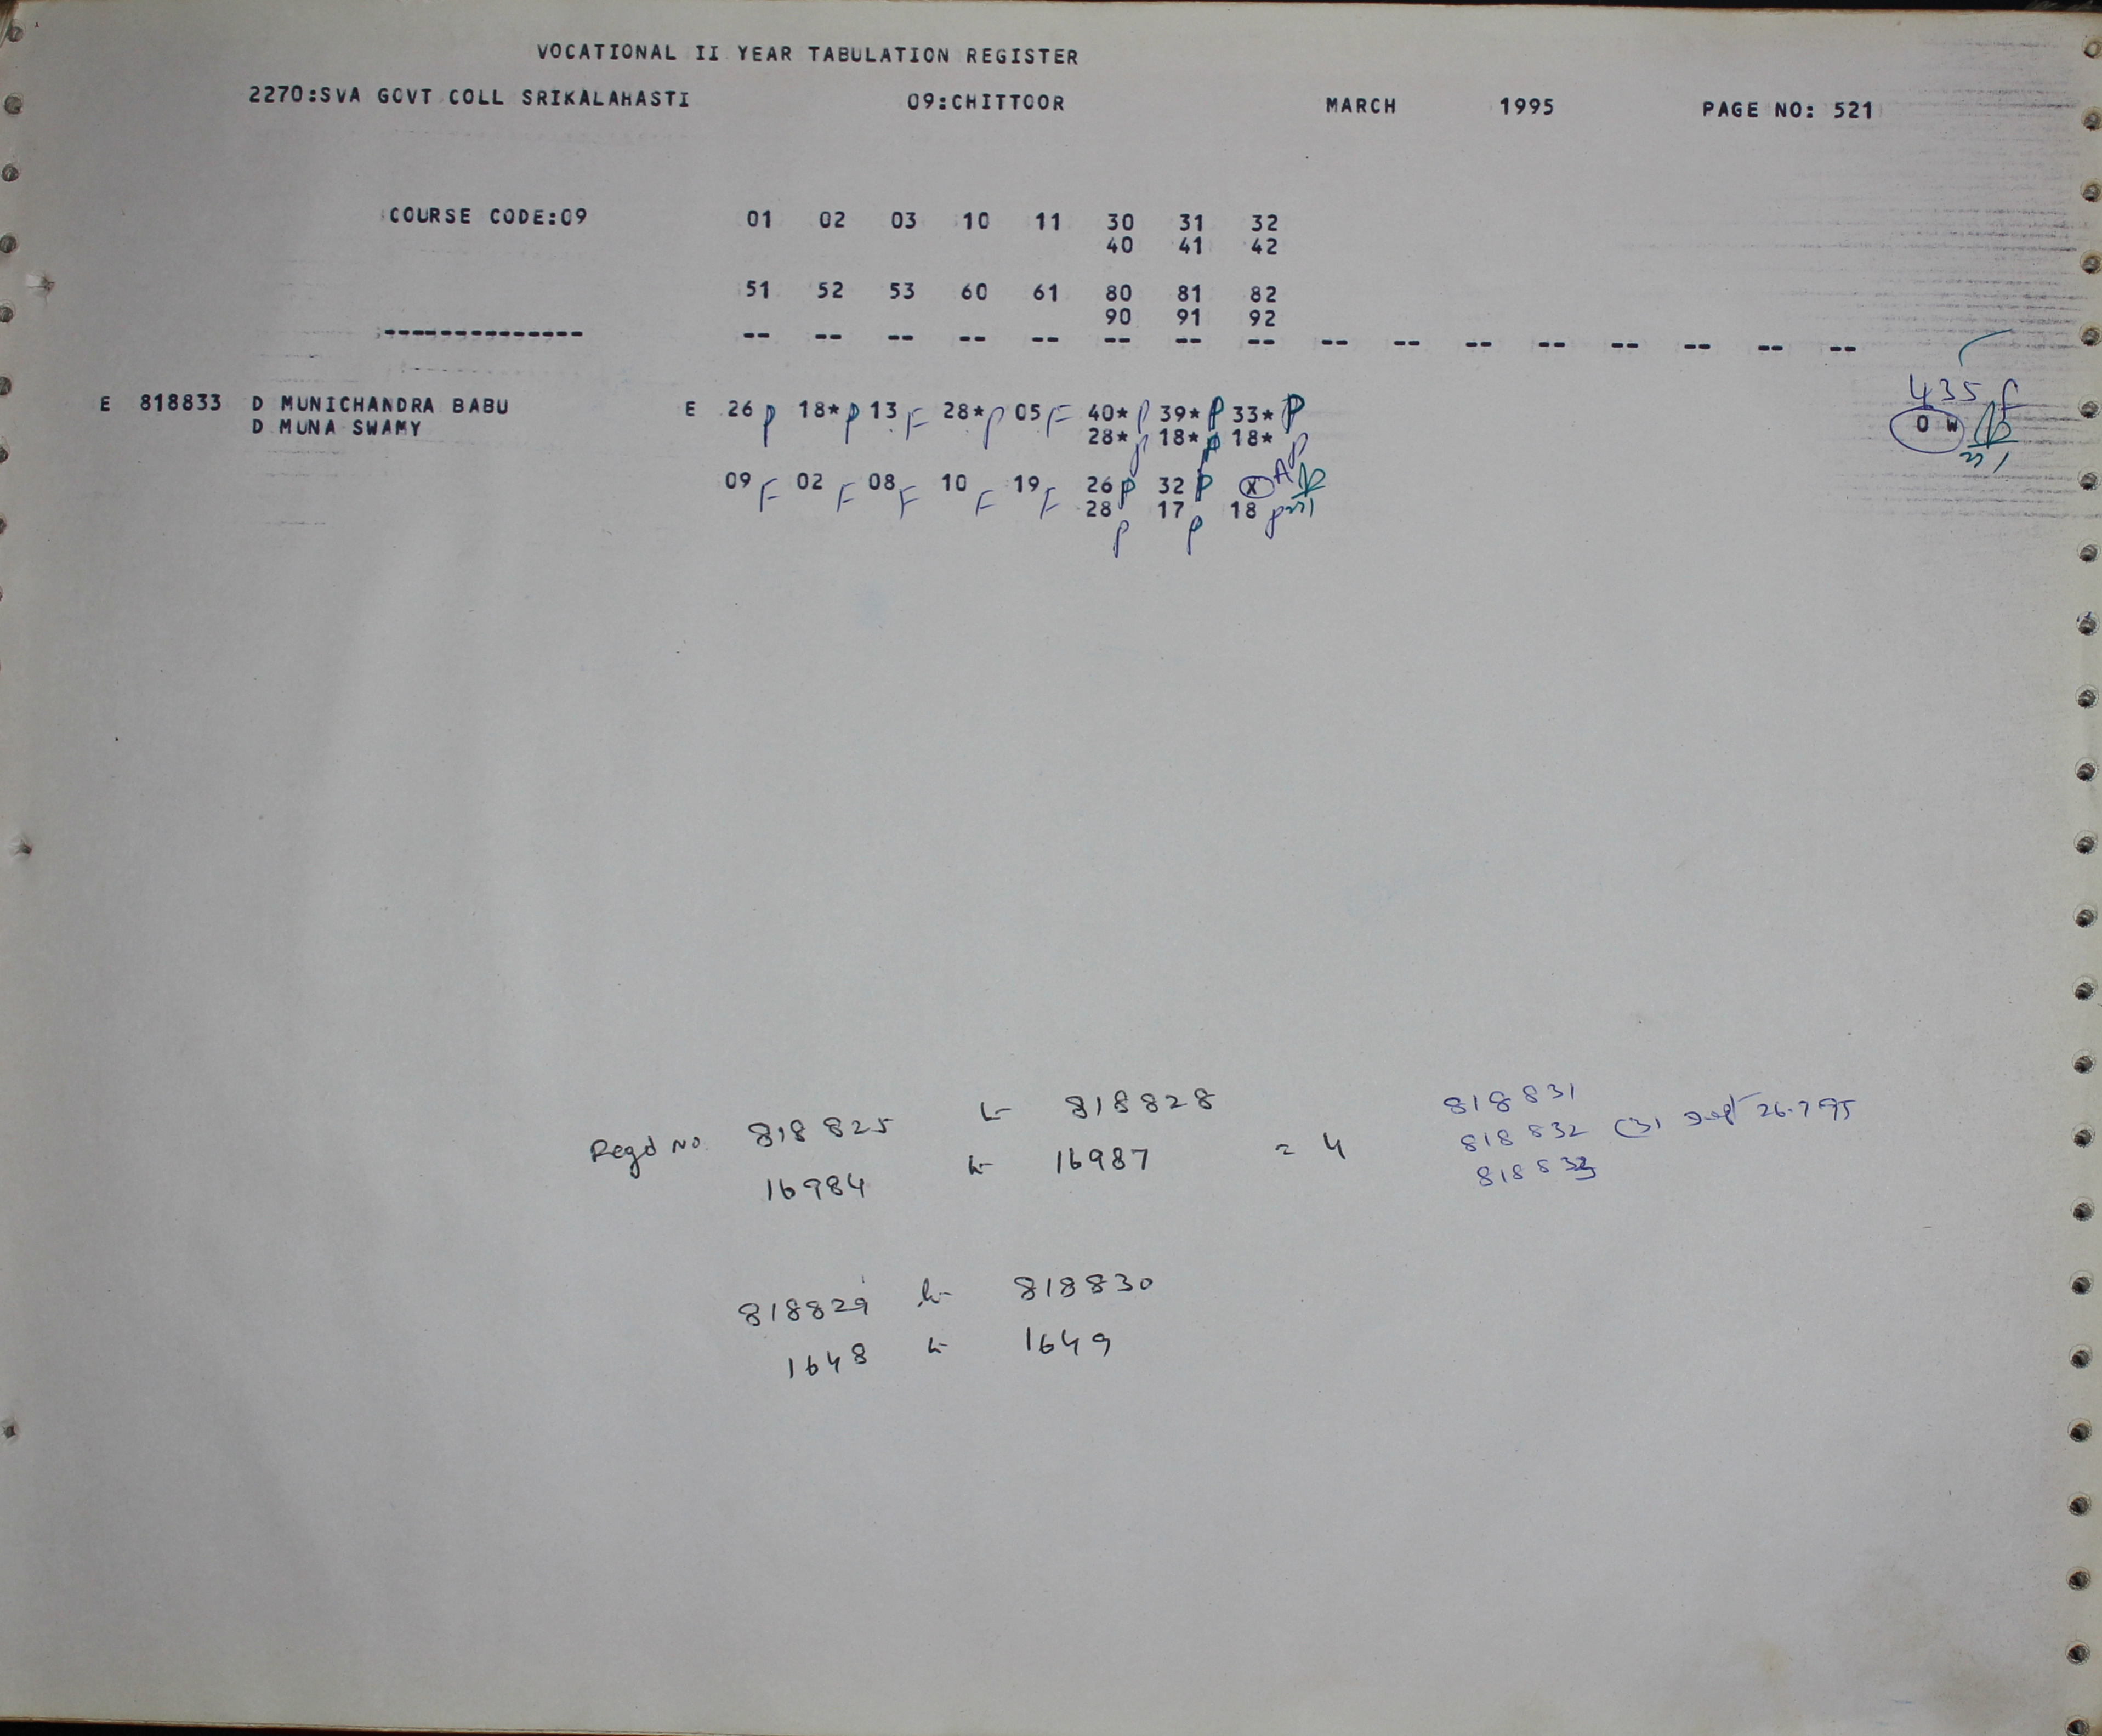 VOCATIONAL II YEAR TABULATION REGISTER
2270:SVA GOVT COLL SRIKALAHASTI 09:CHITTOOR MARCH 1995 PAGE NO: 521
COURSE CODE:09 01 02 03 10 11 30 31 32
40 41 42
51 52 53 60 61 80 81 82
90 91 92
-------------- -- -- -- -- -- -- -- -- -- -- -- -- -- -- -- --
435 f
E 818833 D MUNICHANDRA BABU E 26 P 18* P 13 F 28* P 05 F 40* P 39* P 33* P
D MUNA SWAMY 28* P 18* P 18* P O W
09 F 02 F 08 F 10 F 19 F 26 P 32 P X A
28 P 17 P 18 P
Regd No. 818825 to 818828
16984 to 16987 = 4
818831
818832 (3) 26.7.95
818833
818829 to 818830
1648 to 1649